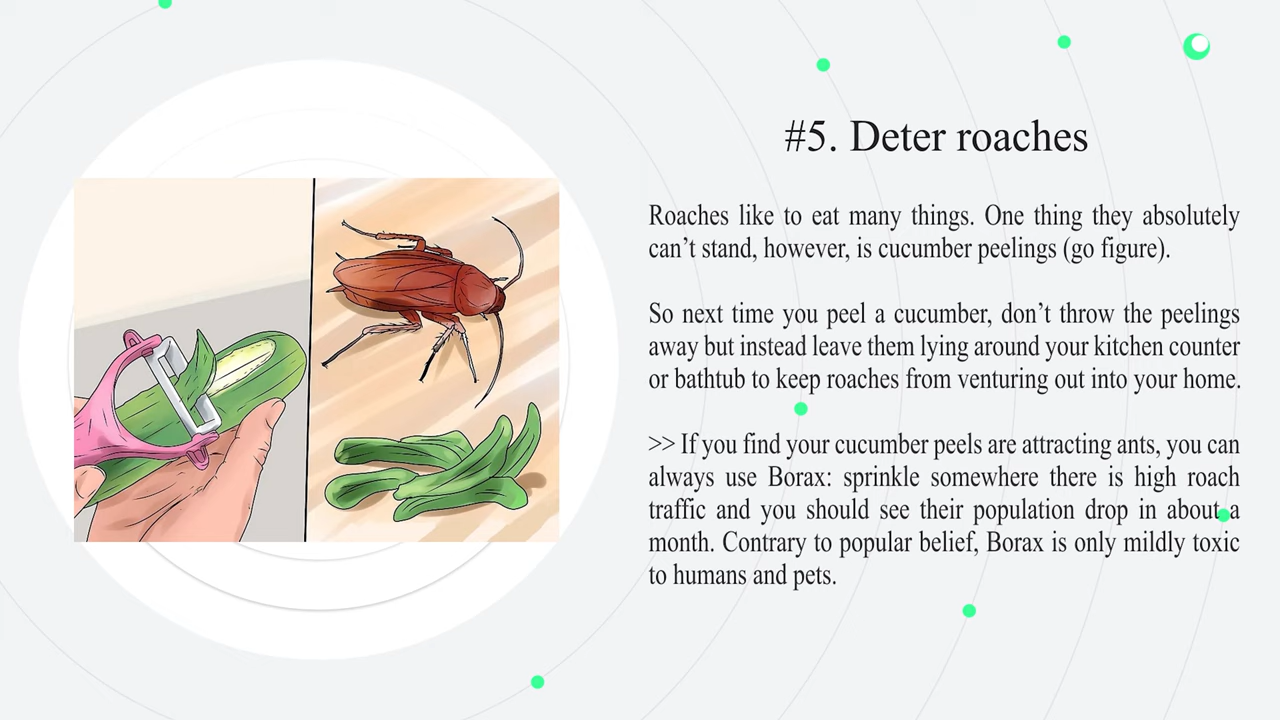 #5. Deter roaches
Roaches like to eat many things. One thing they absolutely
can’t stand, however, is cucumber peelings (go figure).
So next time you peel a cucumber, don’t throw the peelings
away but instead leave them lying around your kitchen counter
or bathtub to keep roaches from venturing out into your home.
>> If you find your cucumber peels are attracting ants, you can
always use Borax: sprinkle somewhere there is high roach
traffic and you should see their population drop in about a
month. Contrary to popular belief, Borax is only mildly toxic
to humans and pets.